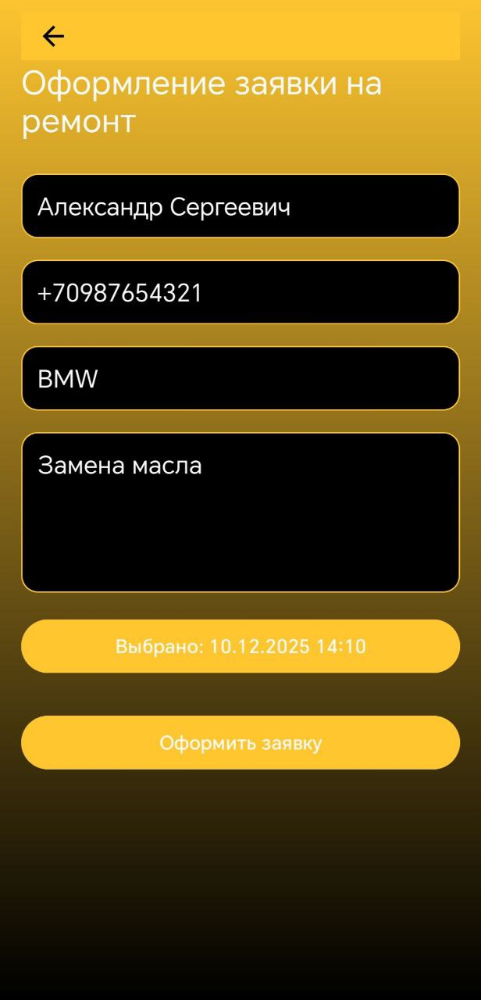 Оформление заявки на
ремонт
Александр Сергеевич
+70987654321
BMW
Замена масла
Выбрано: 10.12.2025 14:10
Оформить заявку